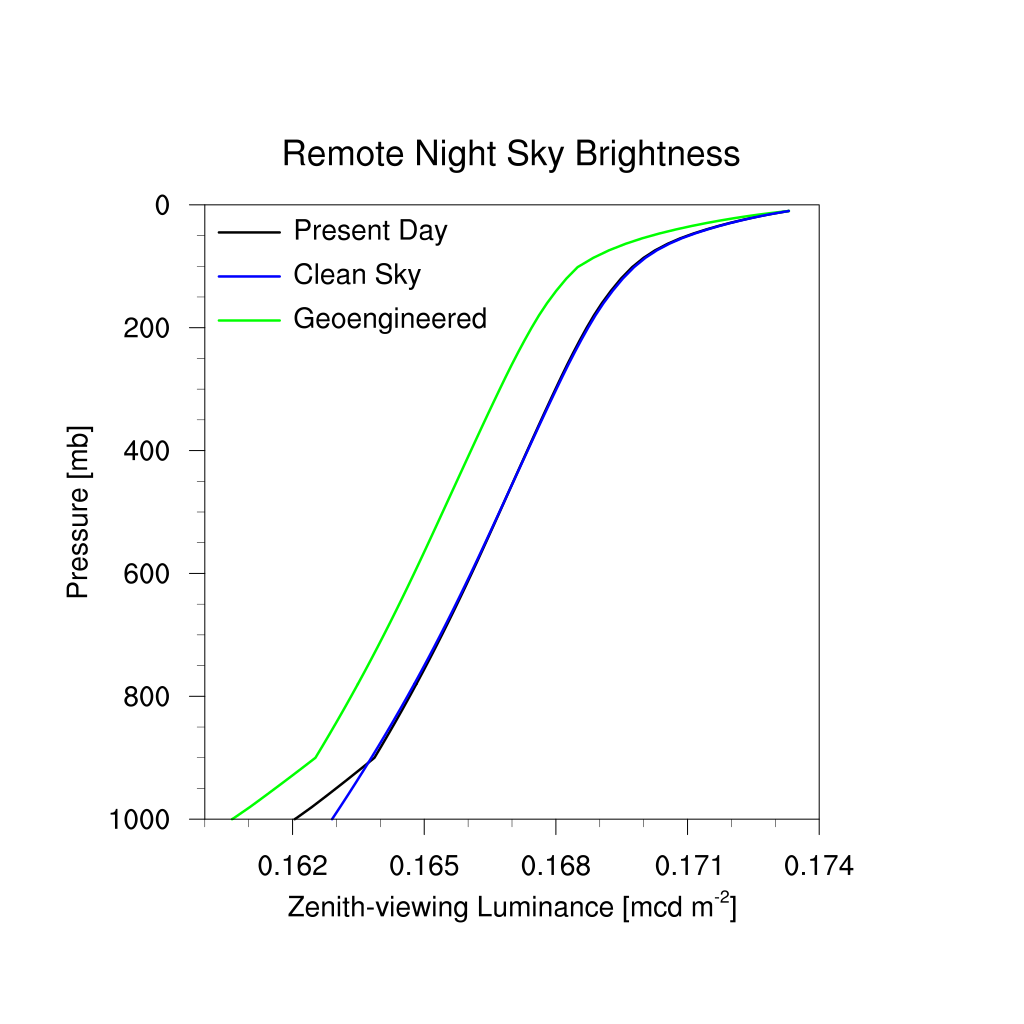 Remote Night Sky Brightness
0
200
400
600
800
1000
Present Day
Clean Sky
Geoengineered
Pressure [mb]
0.162 0.165 0.168 0.171 0.174
Zenith-viewing Luminance [mcd m-2]